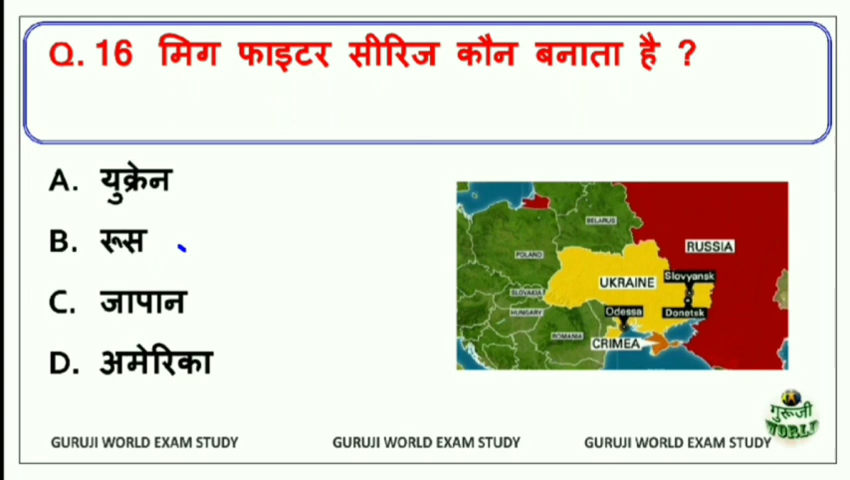 Q. 16 मिग फाइटर सीरिज कौन बनाता है ?
A. युक्रेन
B. रूस
C. जापान
D. अमेरिका
BELARUS
RUSSIA
POLAND
Slovyansk
UKRAINE
SLOVAKIA
Odessa
Donetsk
HUNGARY
ROMANIA
CRIMEA
गुरूजी
WORLD
GURUJI WORLD EXAM STUDY
GURUJI WORLD EXAM STUDY
GURUJI WORLD EXAM STUDY